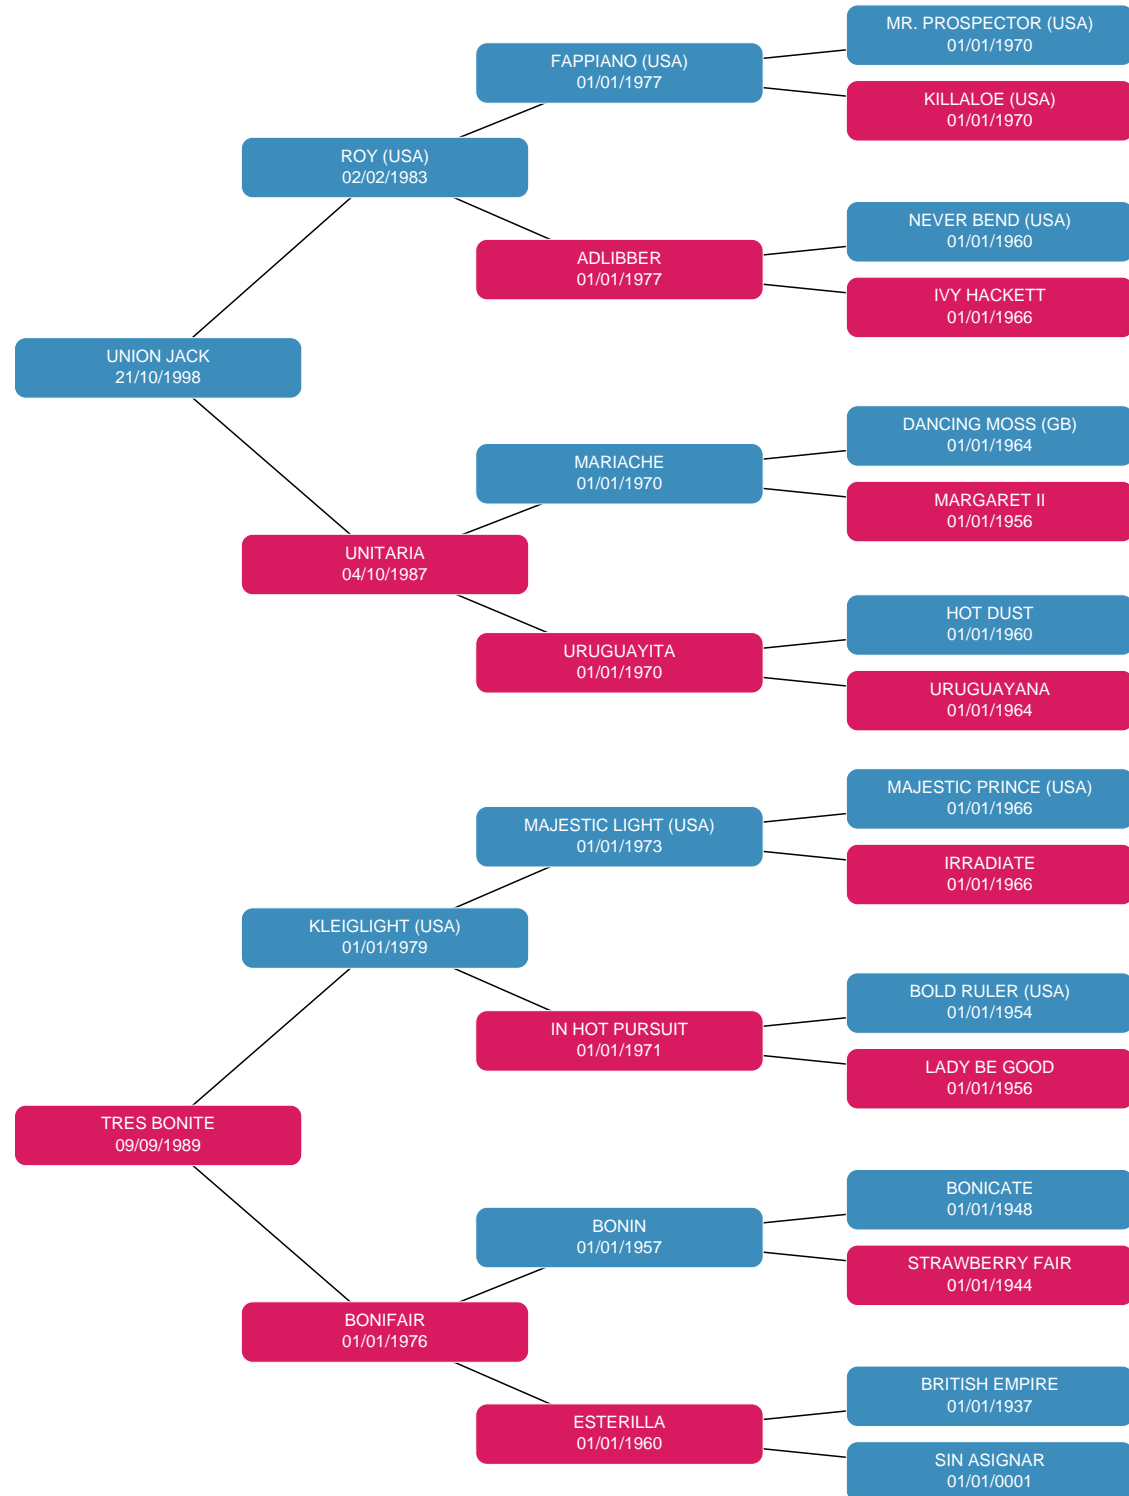 MR. PROSPECTOR (USA)
01/01/1970
FAPPIANO (USA)
01/01/1977
KILLALOE (USA)
01/01/1970
ROY (USA)
02/02/1983
NEVER BEND (USA)
01/01/1960
ADLIBBER
01/01/1977
IVY HACKETT
01/01/1966
UNION JACK
21/10/1998
DANCING MOSS (GB)
01/01/1964
MARIACHE
01/01/1970
MARGARET II
01/01/1956
UNITARIA
04/10/1987
HOT DUST
01/01/1960
URUGUAYITA
01/01/1970
URUGUAYANA
01/01/1964
MAJESTIC PRINCE (USA)
01/01/1966
MAJESTIC LIGHT (USA)
01/01/1973
IRRADIATE
01/01/1966
KLEIGLIGHT (USA)
01/01/1979
BOLD RULER (USA)
01/01/1954
IN HOT PURSUIT
01/01/1971
LADY BE GOOD
01/01/1956
TRES BONITE
09/09/1989
BONICATE
01/01/1948
BONIN
01/01/1957
STRAWBERRY FAIR
01/01/1944
BONIFAIR
01/01/1976
BRITISH EMPIRE
01/01/1937
ESTERILLA
01/01/1960
SIN ASIGNAR
01/01/0001